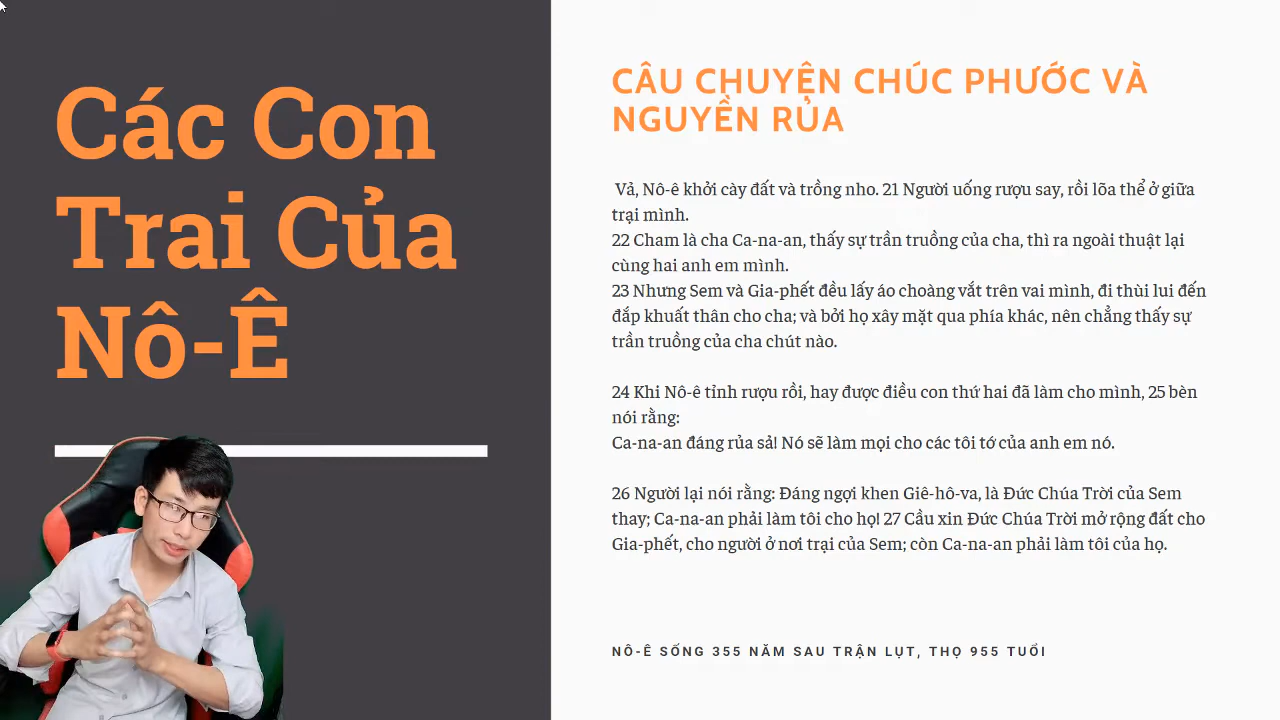 Các Con
Trai Của
Nô-Ê
CÂU CHUYỆN CHÚC PHƯỚC VÀ
NGUYỀN RỦA
Vả, Nô-ê khởi cày đất và trồng nho. 21 Người uống rượu say, rồi lõa thể ở giữa
trại mình.
22 Cham là cha Ca-na-an, thấy sự trần truồng của cha, thì ra ngoài thuật lại
cùng hai anh em mình.
23 Nhưng Sem và Gia-phết đều lấy áo choàng vắt trên vai mình, đi thùi lui đến
đắp khuất thân cho cha; và bởi họ xây mặt qua phía khác, nên chẳng thấy sự
trần truồng của cha chút nào.
24 Khi Nô-ê tỉnh rượu rồi, hay được điều con thứ hai đã làm cho mình, 25 bèn
nói rằng:
Ca-na-an đáng rủa sả! Nó sẽ làm mọi cho các tôi tớ của anh em nó.
26 Người lại nói rằng: Đáng ngợi khen Giê-hô-va, là Đức Chúa Trời của Sem
thay; Ca-na-an phải làm tôi cho họ! 27 Cầu xin Đức Chúa Trời mở rộng đất cho
Gia-phết, cho người ở nơi trại của Sem; còn Ca-na-an phải làm tôi của họ.
NÔ-Ê SỐNG 355 NĂM SAU TRẬN LỤT, THỌ 955 TUỔI